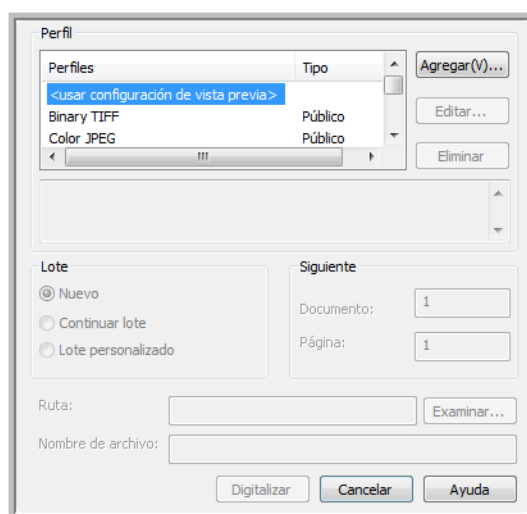 Perfil
Perfiles Tipo
<usar configuración de vista previa>
Binary TIFF Público
Color JPEG Público
Agregar(V)...
Editar...
Eliminar
Lote
Nuevo
Continuar lote
Lote personalizado
Siguiente
Documento: 1
Página: 1
Ruta: Examinar...
Nombre de archivo:
Digitalizar Cancelar Ayuda